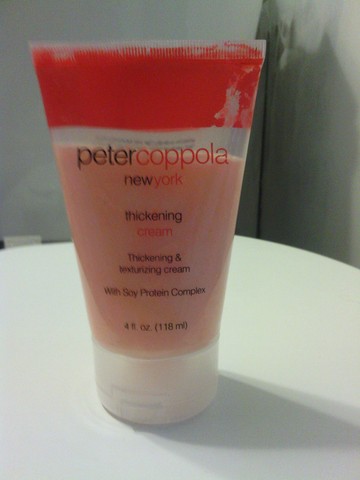 petercoppola
newyork
thickening
cream
Thickening &
texturizing cream
With Soy Protein Complex
4 fl. oz. (118 ml)